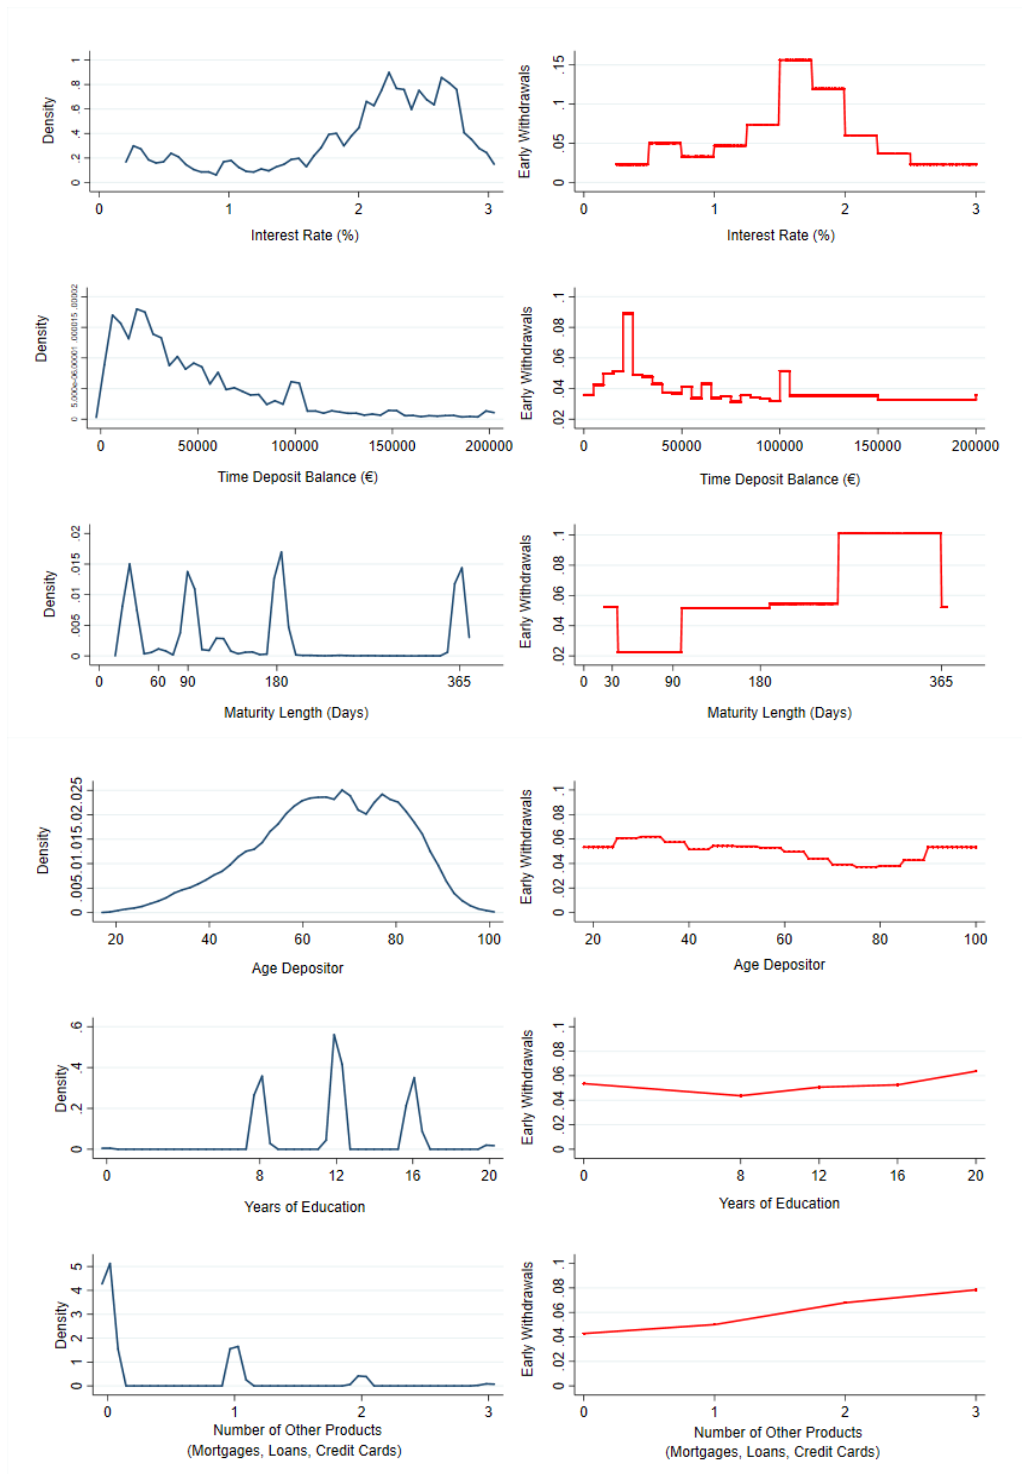 Density
0 .2 .4 .6 .8 1
0 1 2 3
Interest Rate (%)
Early Withdrawals
0 .05 .1 .15
0 1 2 3
Interest Rate (%)
Density
0 5.000e-06 .00001 .000015 .00002
0 50000 100000 150000 200000
Time Deposit Balance (€)
Early Withdrawals
.02 .04 .06 .08 .1
0 50000 100000 150000 200000
Time Deposit Balance (€)
Density
0 .005 .01 .015 .02
0 60 90 180 365
Maturity Length (Days)
Early Withdrawals
.02 .04 .06 .08 .1
0 30 90 180 365
Maturity Length (Days)
Density
0 .005 .01 .015 .02 .025
20 40 60 80 100
Age Depositor
Early Withdrawals
0 .02 .04 .06 .08 .1
20 40 60 80 100
Age Depositor
Density
0 .2 .4 .6
0 8 12 16 20
Years of Education
Early Withdrawals
0 .02 .04 .06 .08 .1
0 8 12 16 20
Years of Education
Density
0 1 2 3 4 5
0 1 2 3
Number of Other Products
(Mortgages, Loans, Credit Cards)
Early Withdrawals
0 .02 .04 .06 .08 .1
0 1 2 3
Number of Other Products
(Mortgages, Loans, Credit Cards)